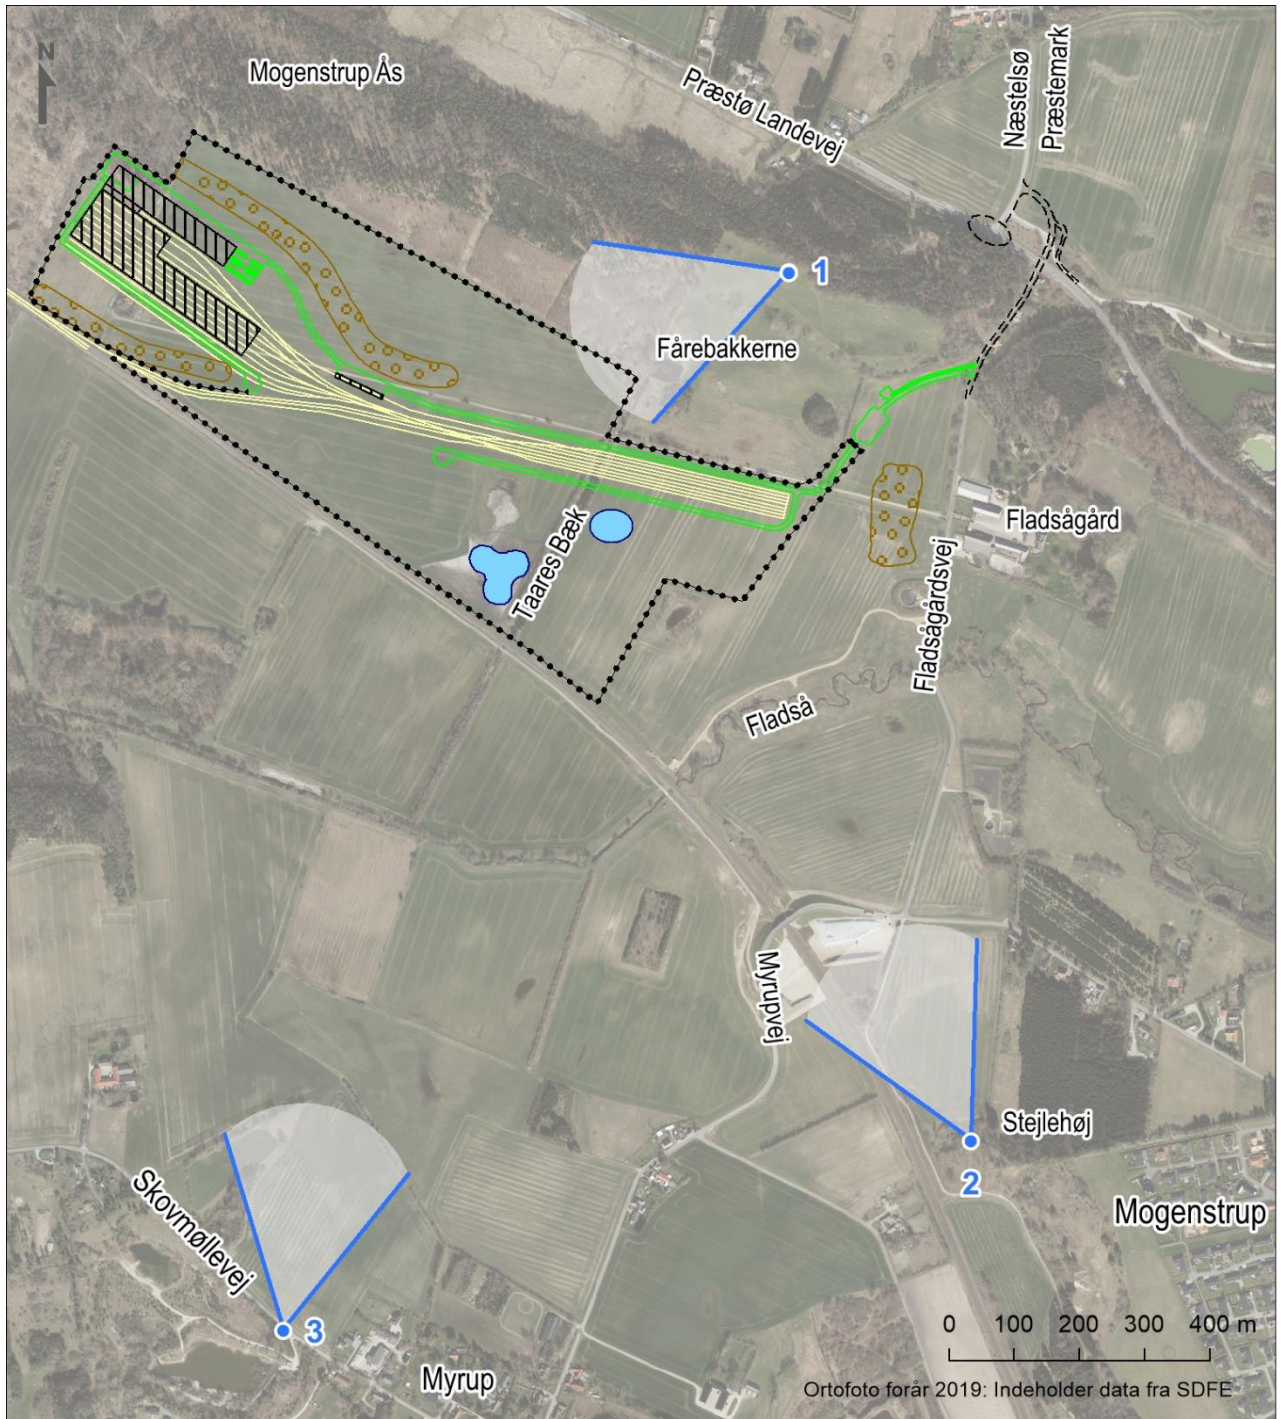 N
Mogenstrup Ås
Præstø Landevej
Næstelsø
Præstemark
1
Fårebakkerne
Fladsågård
Taares Bæk
Fladsågårdsvej
Fladså
Myrupvej
Stejlehøj
2
Mogenstrup
Skovmøllevej
3
Myrup
0 100 200 300 400 m
Ortofoto forår 2019: Indeholder data fra SDFE